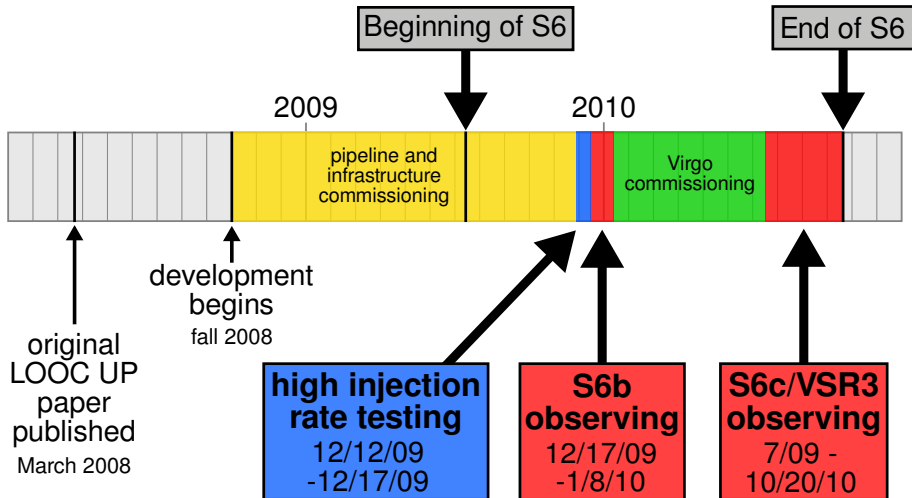 Beginning of S6
End of S6
2009
2010
pipeline and
infrastructure
commissioning
Virgo
commissioning
original
LOOC UP
paper
published
March 2008
development
begins
fall 2008
high injection
rate testing
12/12/09
-12/17/09
S6b
observing
12/17/09
-1/8/10
S6c/VSR3
observing
7/09 -
10/20/10